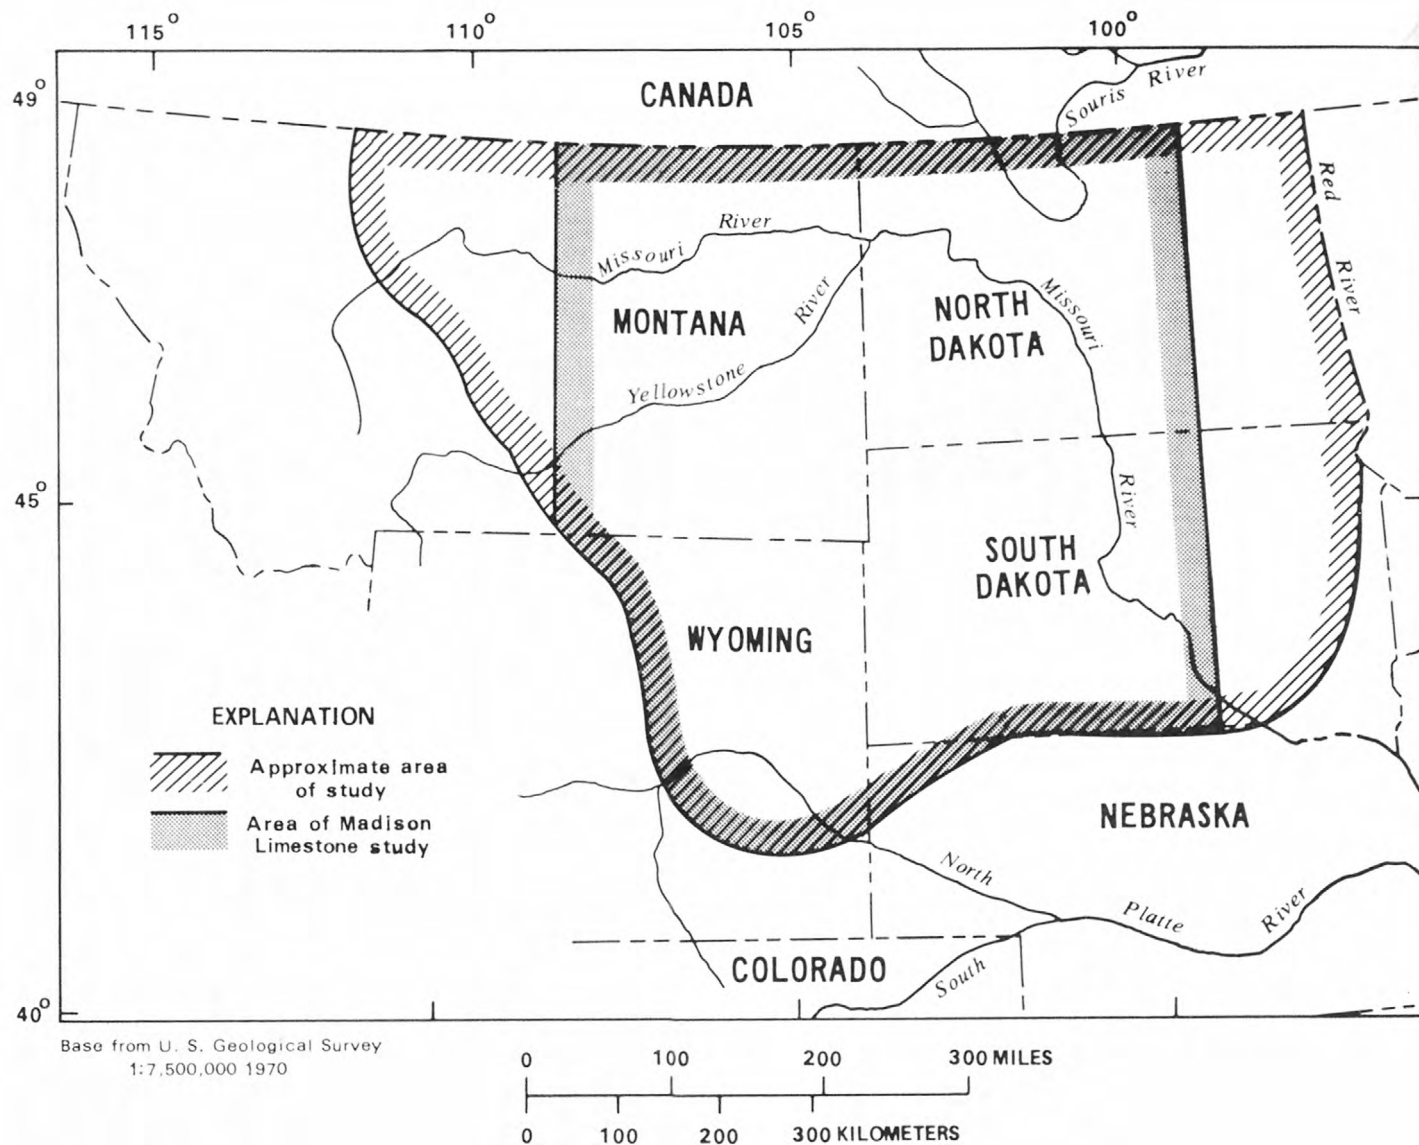 115° 110° 105° 100°
49°
CANADA
Souris River
Red River
Missouri River
MONTANA
Yellowstone River
NORTH
DAKOTA
Missouri River
45°
SOUTH
DAKOTA
WYOMING
EXPLANATION
Approximate area
of study
Area of Madison
Limestone study
NEBRASKA
North Platte River
COLORADO
South
40°
Base from U. S. Geological Survey
1:7,500,000 1970
0 100 200 300 MILES
0 100 200 300 KILOMETERS